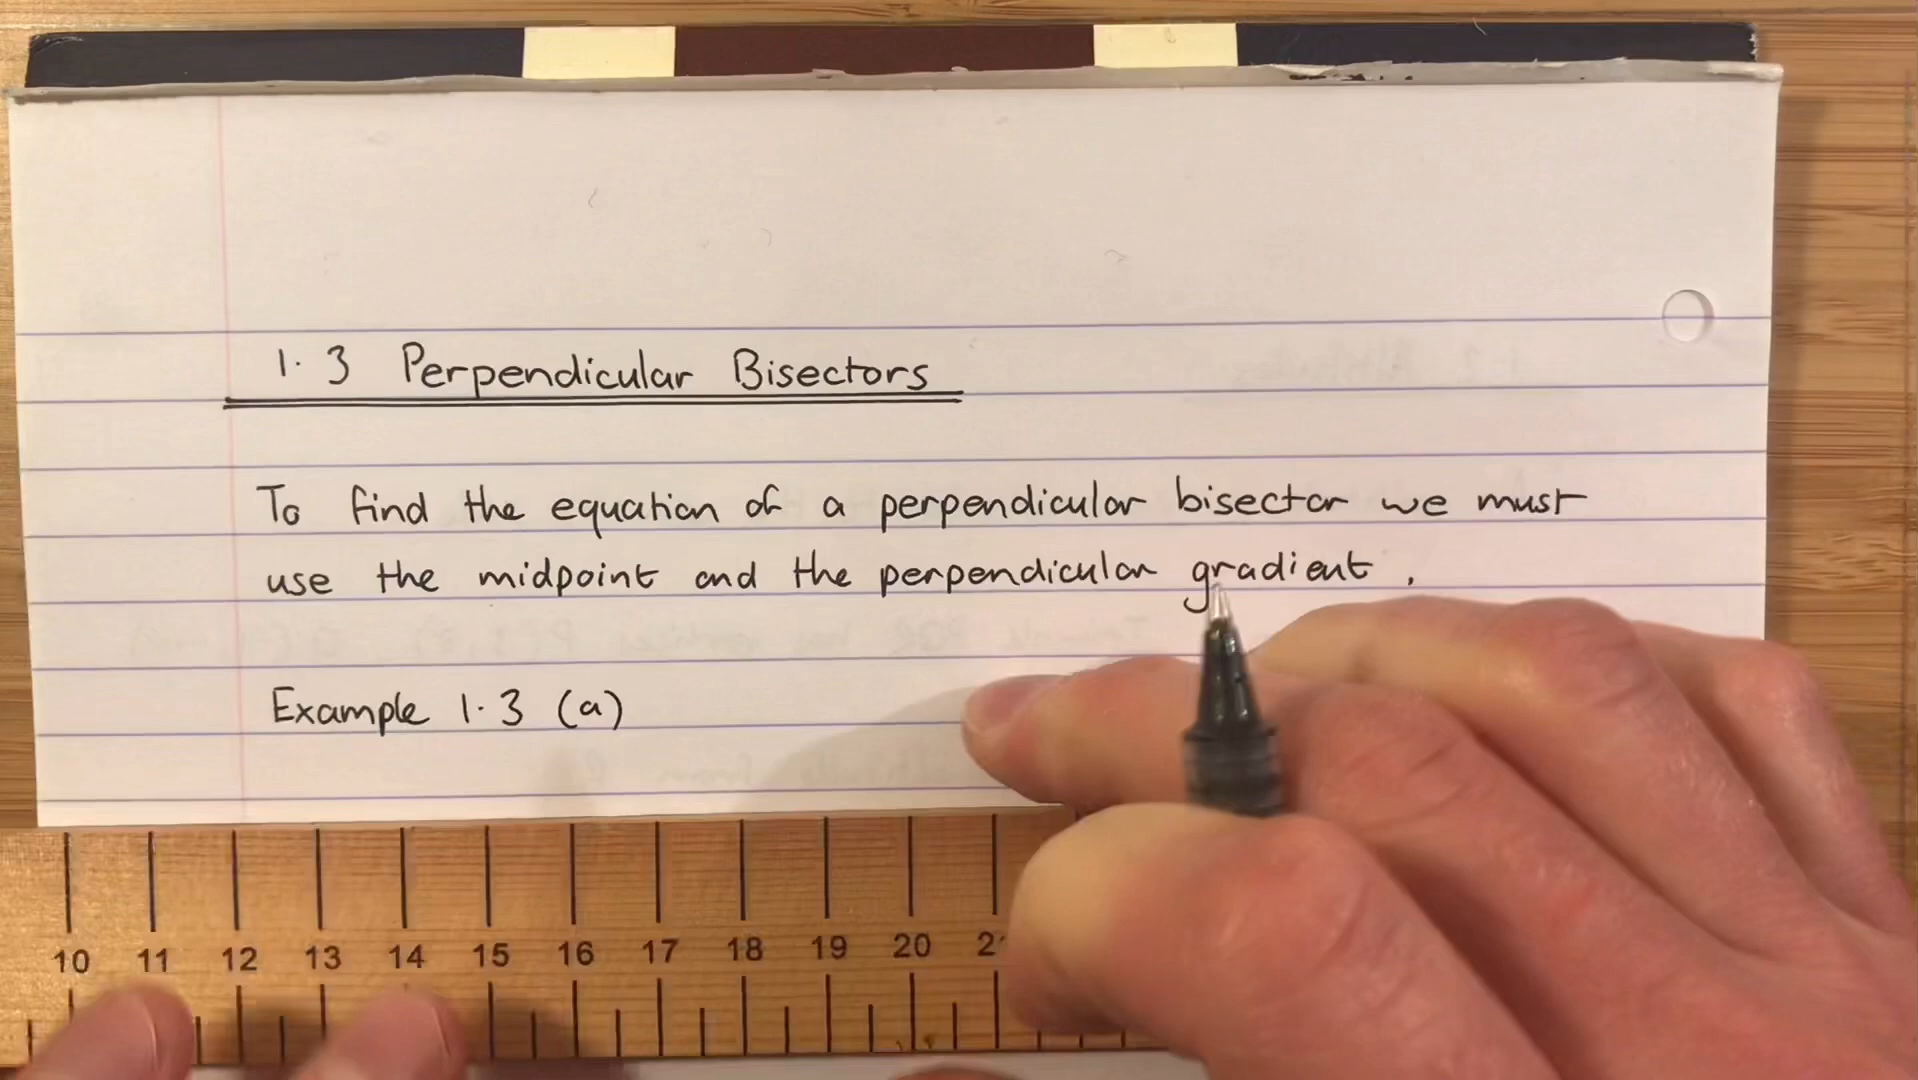 1.3 Perpendicular Bisectors
To find the equation of a perpendicular bisector we must
use the midpoint and the perpendicular gradient.
Example 1.3 (a)
10 11 12 13 14 15 16 17 18 19 20